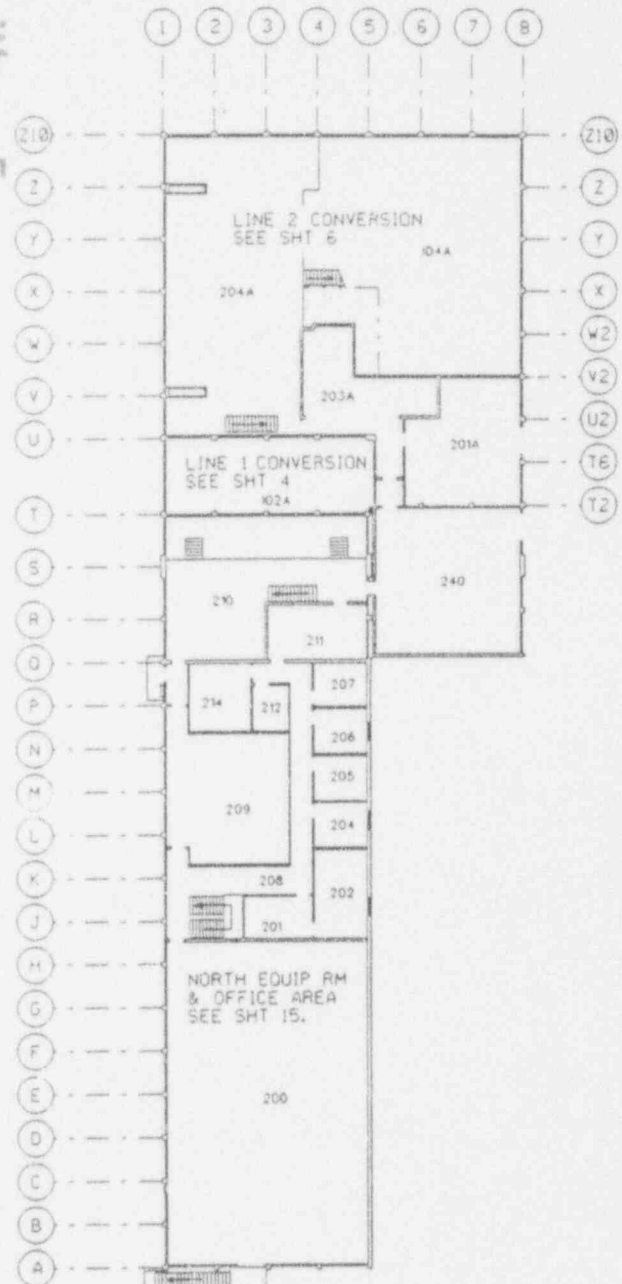 1 2 3 4 5 6 7 8
Z10 Z10
Z Z
LINE 2 CONVERSION
SEE SHT 6
Y Y
104A
204A
X X
W W2
V V2
203A
U U2
201A
LINE 1 CONVERSION
SEE SHT 4
T6
102A
T T2
S
240
210
R
211
Q
207
214
212
P
206
N
205
M
209
204
L
K
208
202
J
201
H
NORTH EQUIP RM
& OFFICE AREA
SEE SHT 15.
G
F
E
200
D
C
B
A